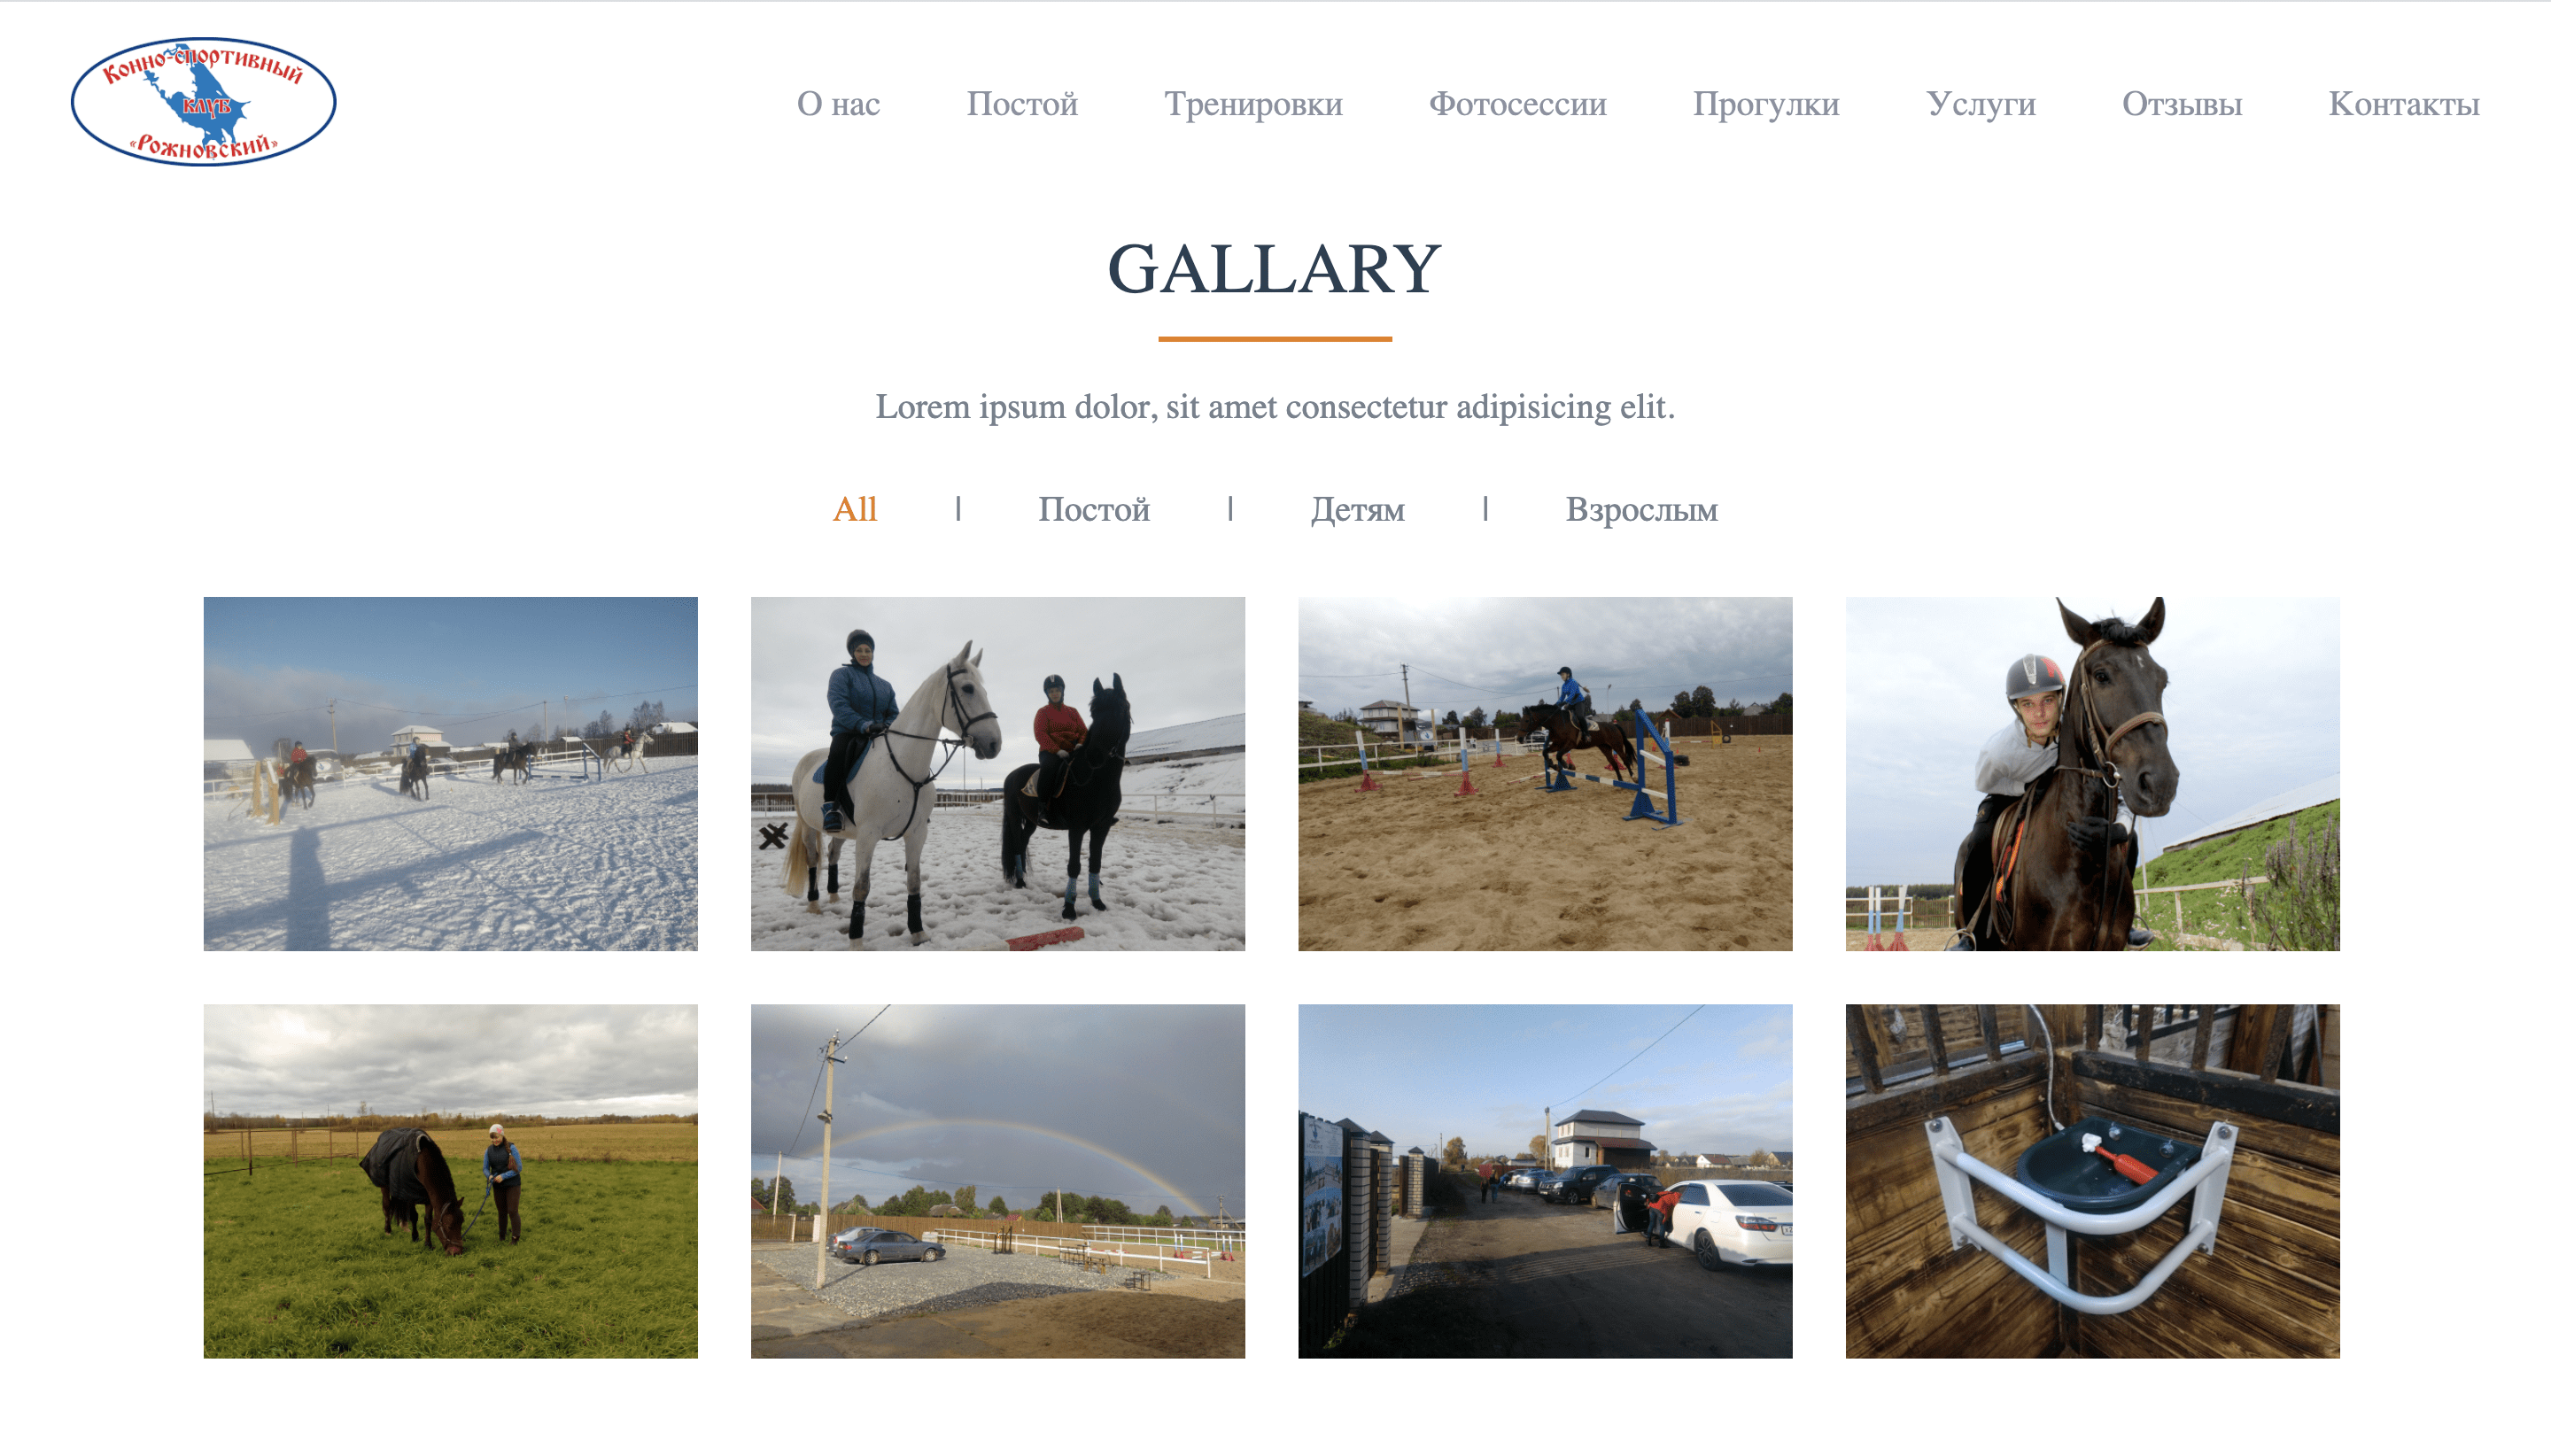 Конно-спортивный
клуб
«Рожновский»
О нас Постой Тренировки Фотосессии Прогулки Услуги Отзывы Контакты
GALLARY
Lorem ipsum dolor, sit amet consectetur adipisicing elit.
All | Постой | Детям | Взрослым